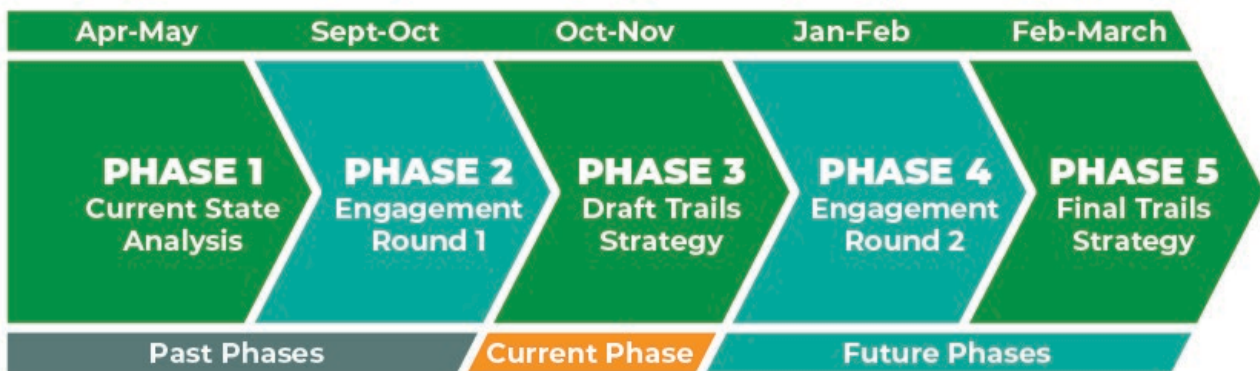 Apr-May
Sept-Oct
Oct-Nov
Jan-Feb
Feb-March
PHASE 1
Current State
Analysis
PHASE 2
Engagement
Round 1
PHASE 3
Draft Trails
Strategy
PHASE 4
Engagement
Round 2
PHASE 5
Final Trails
Strategy
Past Phases
Current Phase
Future Phases